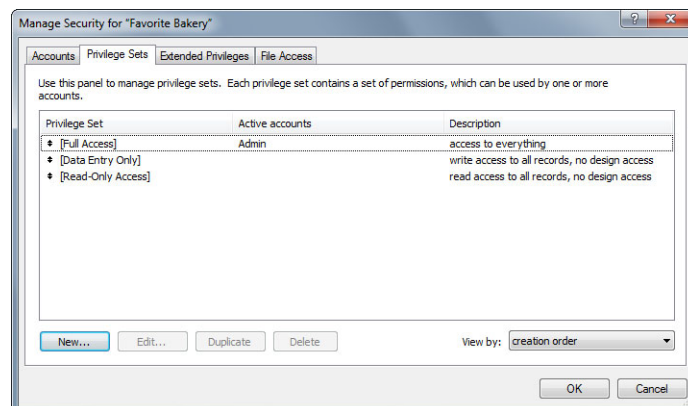 Manage Security for "Favorite Bakery"
Accounts Privilege Sets Extended Privileges File Access
Use this panel to manage privilege sets. Each privilege set contains a set of permissions, which can be used by one or more
accounts.
Privilege Set Active accounts Description
[Full Access] Admin access to everything
[Data Entry Only] write access to all records, no design access
[Read-Only Access] read access to all records, no design access
New... Edit... Duplicate Delete View by: creation order
OK Cancel